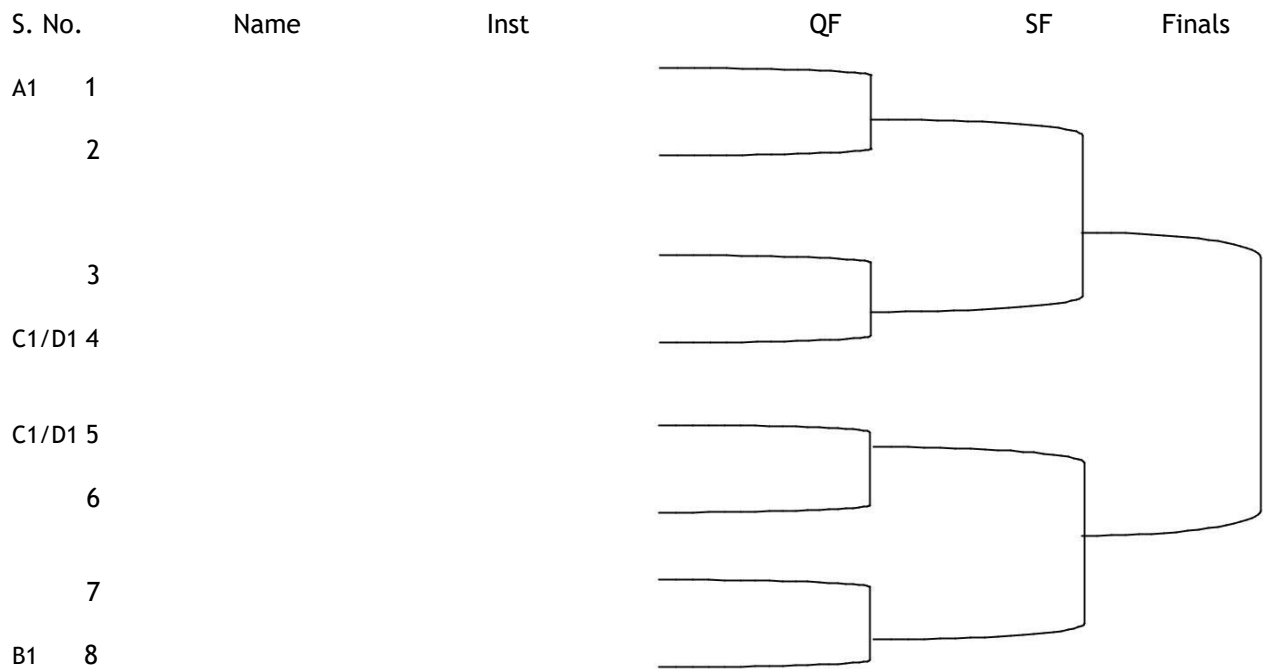 S. No. Name Inst QF SF Finals
A1 1
2
3
C1/D1 4
C1/D1 5
6
7
B1 8